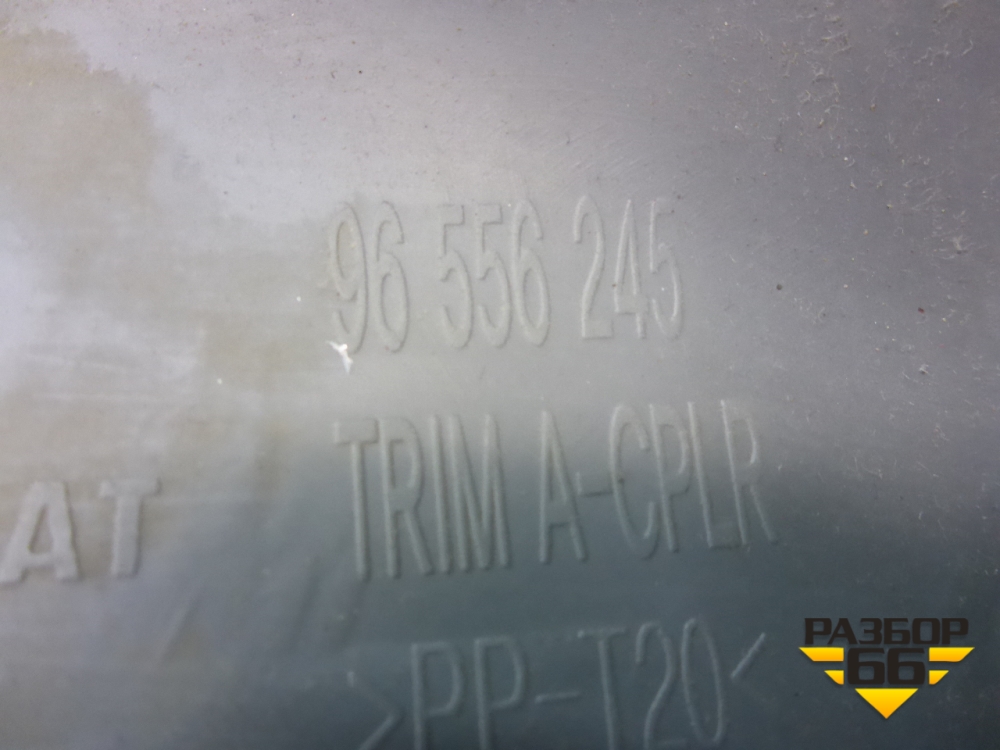 96 556 245
TRIM A-CPLR
AT
>PP-T20<
РАЗБОР
66